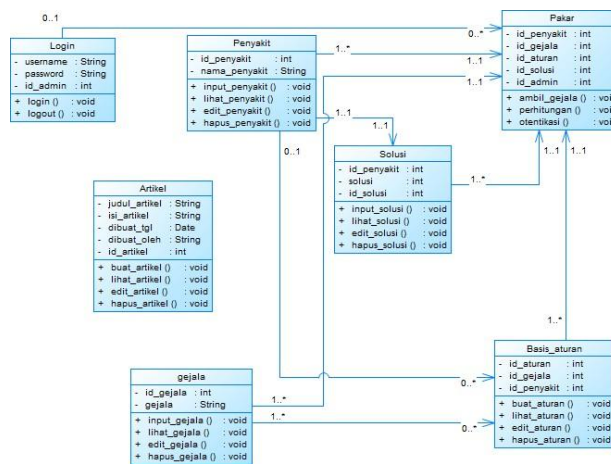 Login
- username : String
- password : String
- id_admin : int
+ login () : void
+ logout () : void
0..1
0..*
Penyakit
- id_penyakit : int
- nama_penyakit : String
+ input_penyakit () : void
+ lihat_penyakit () : void
+ edit_penyakit () : void
+ hapus_penyakit () : void
1..*
1..1
1..1
1..1
1..1
0..1
Pakar
- id_penyakit : int
- id_gejala : int
- id_aturan : int
- id_solusi : int
- id_admin : int
+ ambil_gejala () : void
+ perhitungan () : void
+ otentikasi () : void
1..1
1..1
Solusi
- id_penyakit : int
- solusi : int
- id_solusi : int
+ input_solusi () : void
+ lihat_solusi () : void
+ edit_solusi () : void
+ hapus_solusi () : void
1..*
Artikel
- judul_artikel : String
- isi_artikel : String
- dibuat_tgl : Date
- dibuat_oleh : String
- id_artikel : int
+ buat_artikel () : void
+ lihat_artikel () : void
+ edit_artikel () : void
+ hapus_artikel () : void
1..*
Basis_aturan
- id_aturan : int
- id_gejala : int
- id_penyakit : int
+ buat_aturan () : void
+ lihat_aturan () : void
+ edit_aturan () : void
+ hapus_aturan () : void
0..*
0..*
gejala
- id_gejala : int
- gejala : String
+ input_gejala () : void
+ lihat_gejala () : void
+ edit_gejala () : void
+ hapus_gejala () : void
1..*
1..*